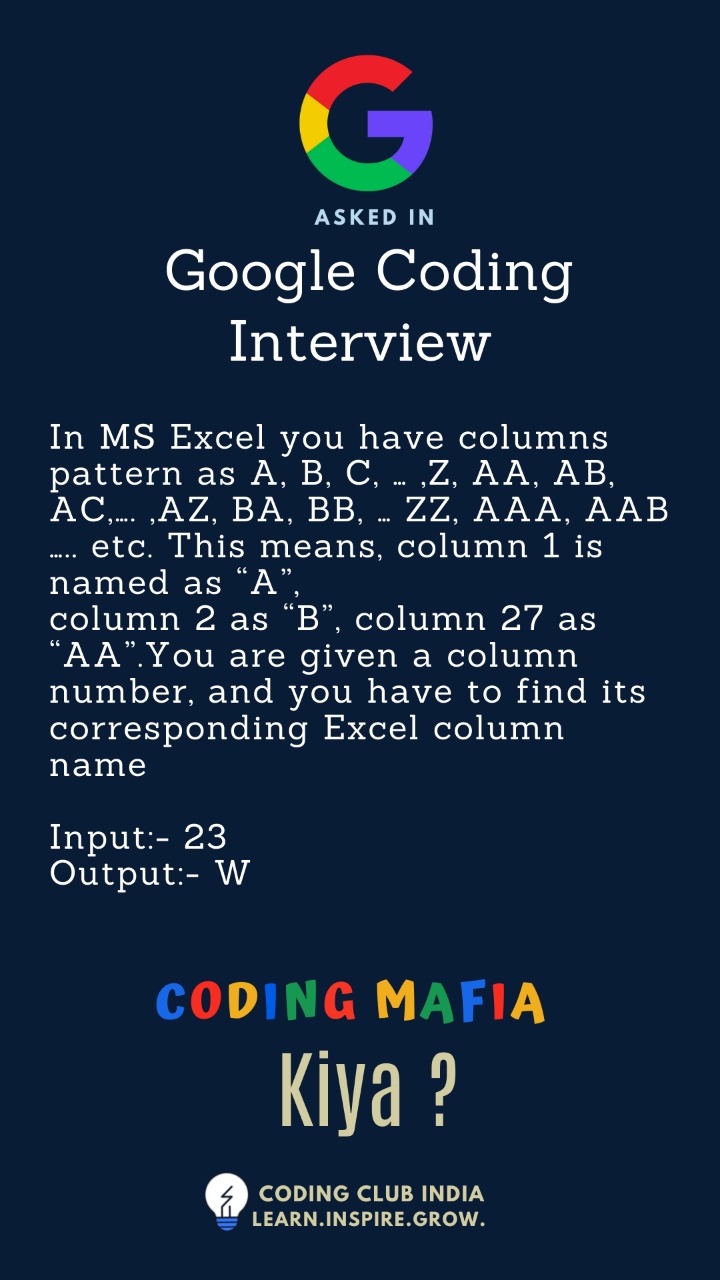 ASKED IN
Google Coding
Interview
In MS Excel you have columns
pattern as A, B, C, … ,Z, AA, AB,
AC,…. ,AZ, BA, BB, … ZZ, AAA, AAB
….. etc. This means, column 1 is
named as “A”,
column 2 as “B”, column 27 as
“AA”.You are given a column
number, and you have to find its
corresponding Excel column
name
Input:- 23
Output:- W
CODING MAFIA
Kiya ?
CODING CLUB INDIA
LEARN.INSPIRE.GROW.